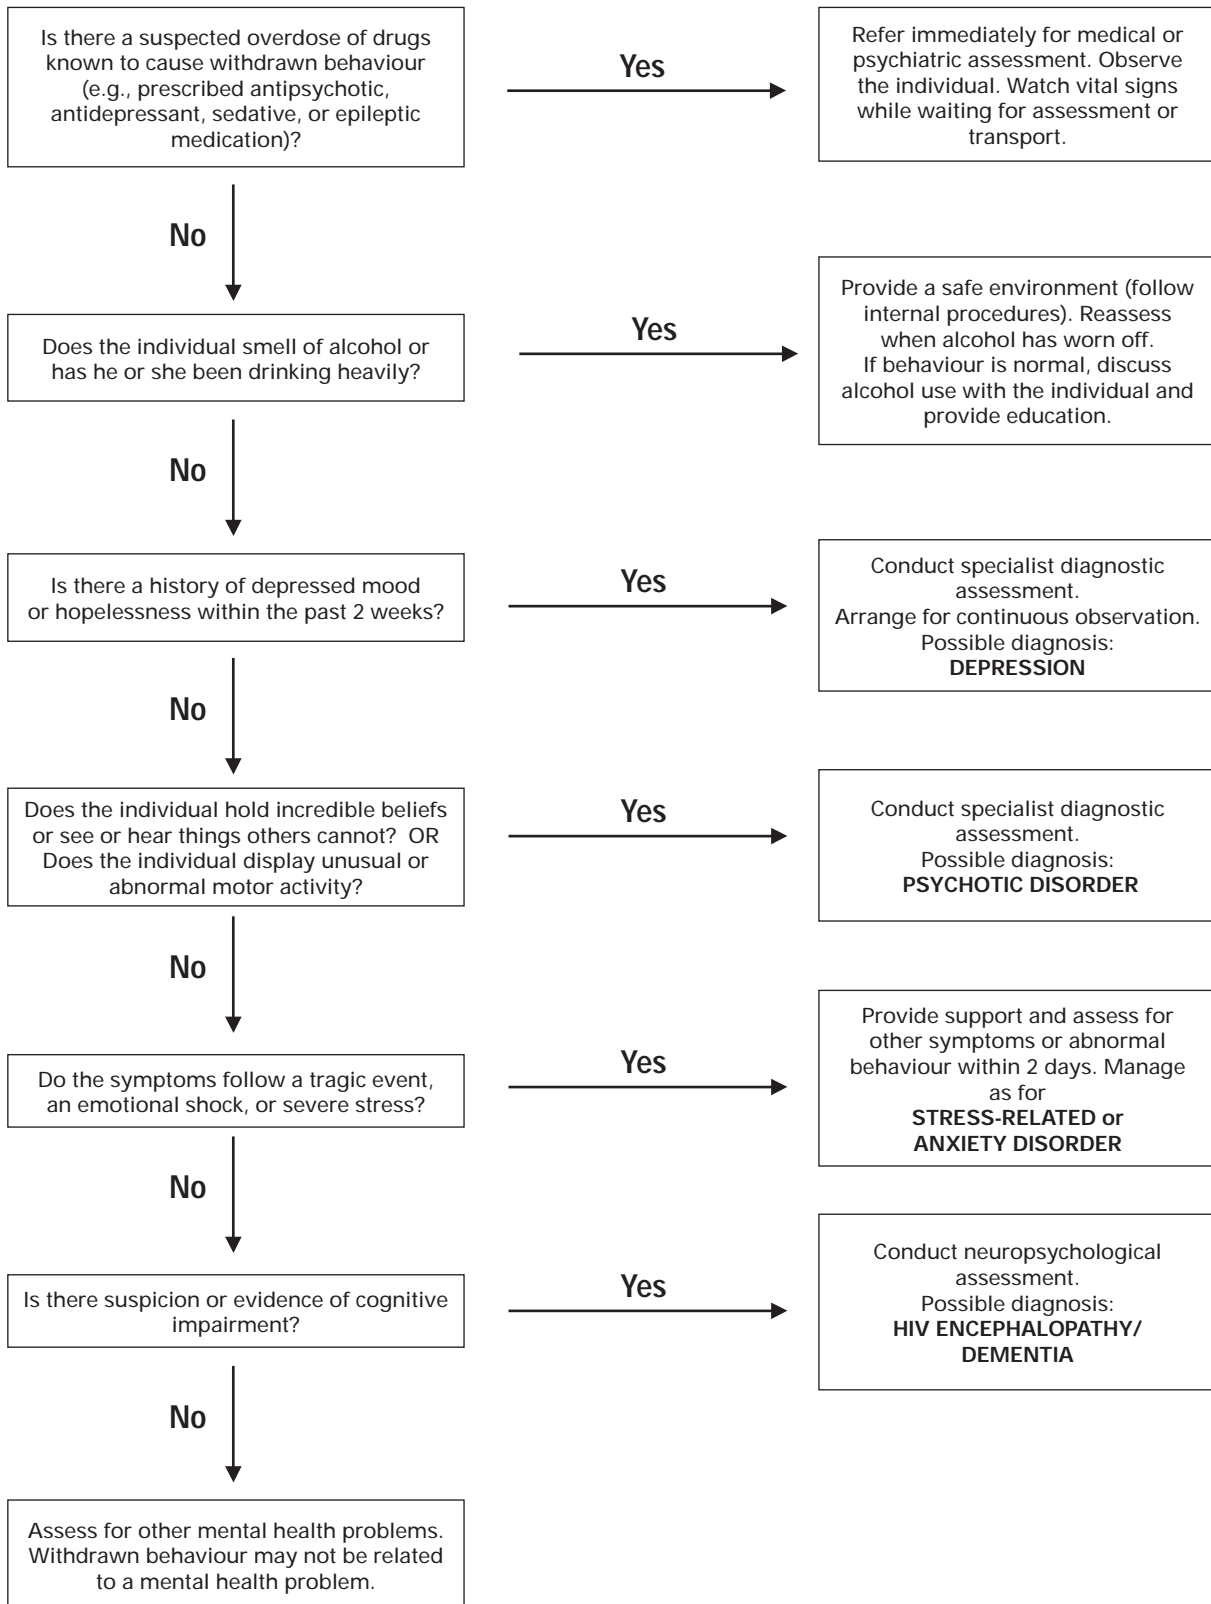 Is there a suspected overdose of drugs
known to cause withdrawn behaviour
(e.g., prescribed antipsychotic,
antidepressant, sedative, or epileptic
medication)?
Yes
Refer immediately for medical or
psychiatric assessment. Observe
the individual. Watch vital signs
while waiting for assessment or
transport.
No
Does the individual smell of alcohol or
has he or she been drinking heavily?
Yes
Provide a safe environment (follow
internal procedures). Reassess
when alcohol has worn off.
If behaviour is normal, discuss
alcohol use with the individual and
provide education.
No
Is there a history of depressed mood
or hopelessness within the past 2 weeks?
Yes
Conduct specialist diagnostic
assessment.
Arrange for continuous observation.
Possible diagnosis:
DEPRESSION
No
Does the individual hold incredible beliefs
or see or hear things others cannot? OR
Does the individual display unusual or
abnormal motor activity?
Yes
Conduct specialist diagnostic
assessment.
Possible diagnosis:
PSYCHOTIC DISORDER
No
Do the symptoms follow a tragic event,
an emotional shock, or severe stress?
Yes
Provide support and assess for
other symptoms or abnormal
behaviour within 2 days. Manage
as for
STRESS-RELATED or
ANXIETY DISORDER
No
Is there suspicion or evidence of cognitive
impairment?
Yes
Conduct neuropsychological
assessment.
Possible diagnosis:
HIV ENCEPHALOPATHY/
DEMENTIA
No
Assess for other mental health problems.
Withdrawn behaviour may not be related
to a mental health problem.